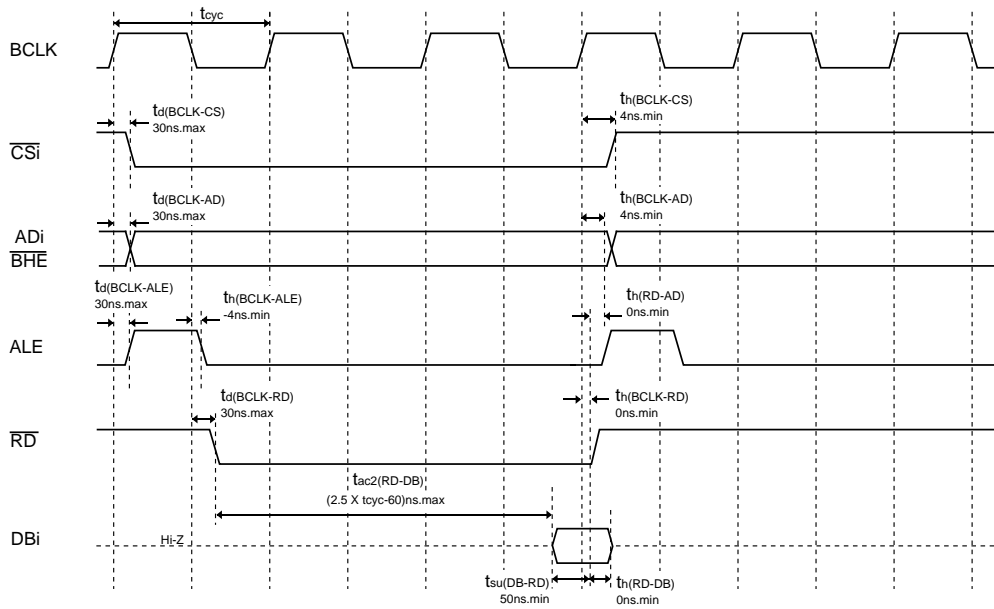 tcyc
BCLK
td(BCLK-CS)
30ns.max
th(BCLK-CS)
4ns.min
CSi
td(BCLK-AD)
30ns.max
th(BCLK-AD)
4ns.min
ADi
BHE
td(BCLK-ALE)
30ns.max
th(BCLK-ALE)
-4ns.min
th(RD-AD)
0ns.min
ALE
td(BCLK-RD)
30ns.max
th(BCLK-RD)
0ns.min
RD
tac2(RD-DB)
(2.5 X tcyc-60)ns.max
DBi
Hi-Z
tsu(DB-RD)
50ns.min
th(RD-DB)
0ns.min